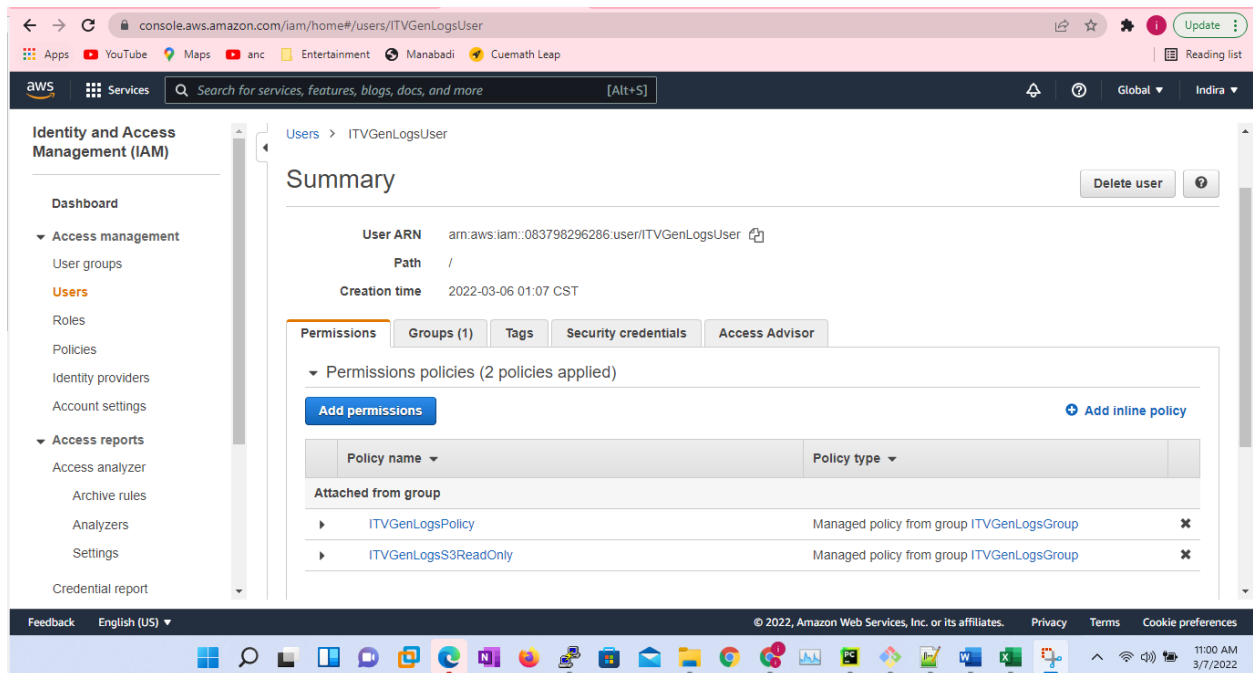 console.aws.amazon.com/iam/home#/users/ITVGenLogsUser
i
Update
Apps YouTube Maps anc Entertainment Manabadi Cuemath Leap Reading list
aws Services Search for services, features, blogs, docs, and more [Alt+S] Global Indira
Identity and Access
Management (IAM)
Dashboard
Access management
User groups
Users
Roles
Policies
Identity providers
Account settings
Access reports
Access analyzer
Archive rules
Analyzers
Settings
Credential report
Users > ITVGenLogsUser
Summary
Delete user
User ARN arn:aws:iam::083798296286:user/ITVGenLogsUser
Path /
Creation time 2022-03-06 01:07 CST
Permissions Groups (1) Tags Security credentials Access Advisor
Permissions policies (2 policies applied)
Add permissions Add inline policy
Policy name Policy type
Attached from group
ITVGenLogsPolicy Managed policy from group ITVGenLogsGroup
ITVGenLogsS3ReadOnly Managed policy from group ITVGenLogsGroup
Feedback English (US) © 2022, Amazon Web Services, Inc. or its affiliates. Privacy Terms Cookie preferences
11:00 AM
3/7/2022